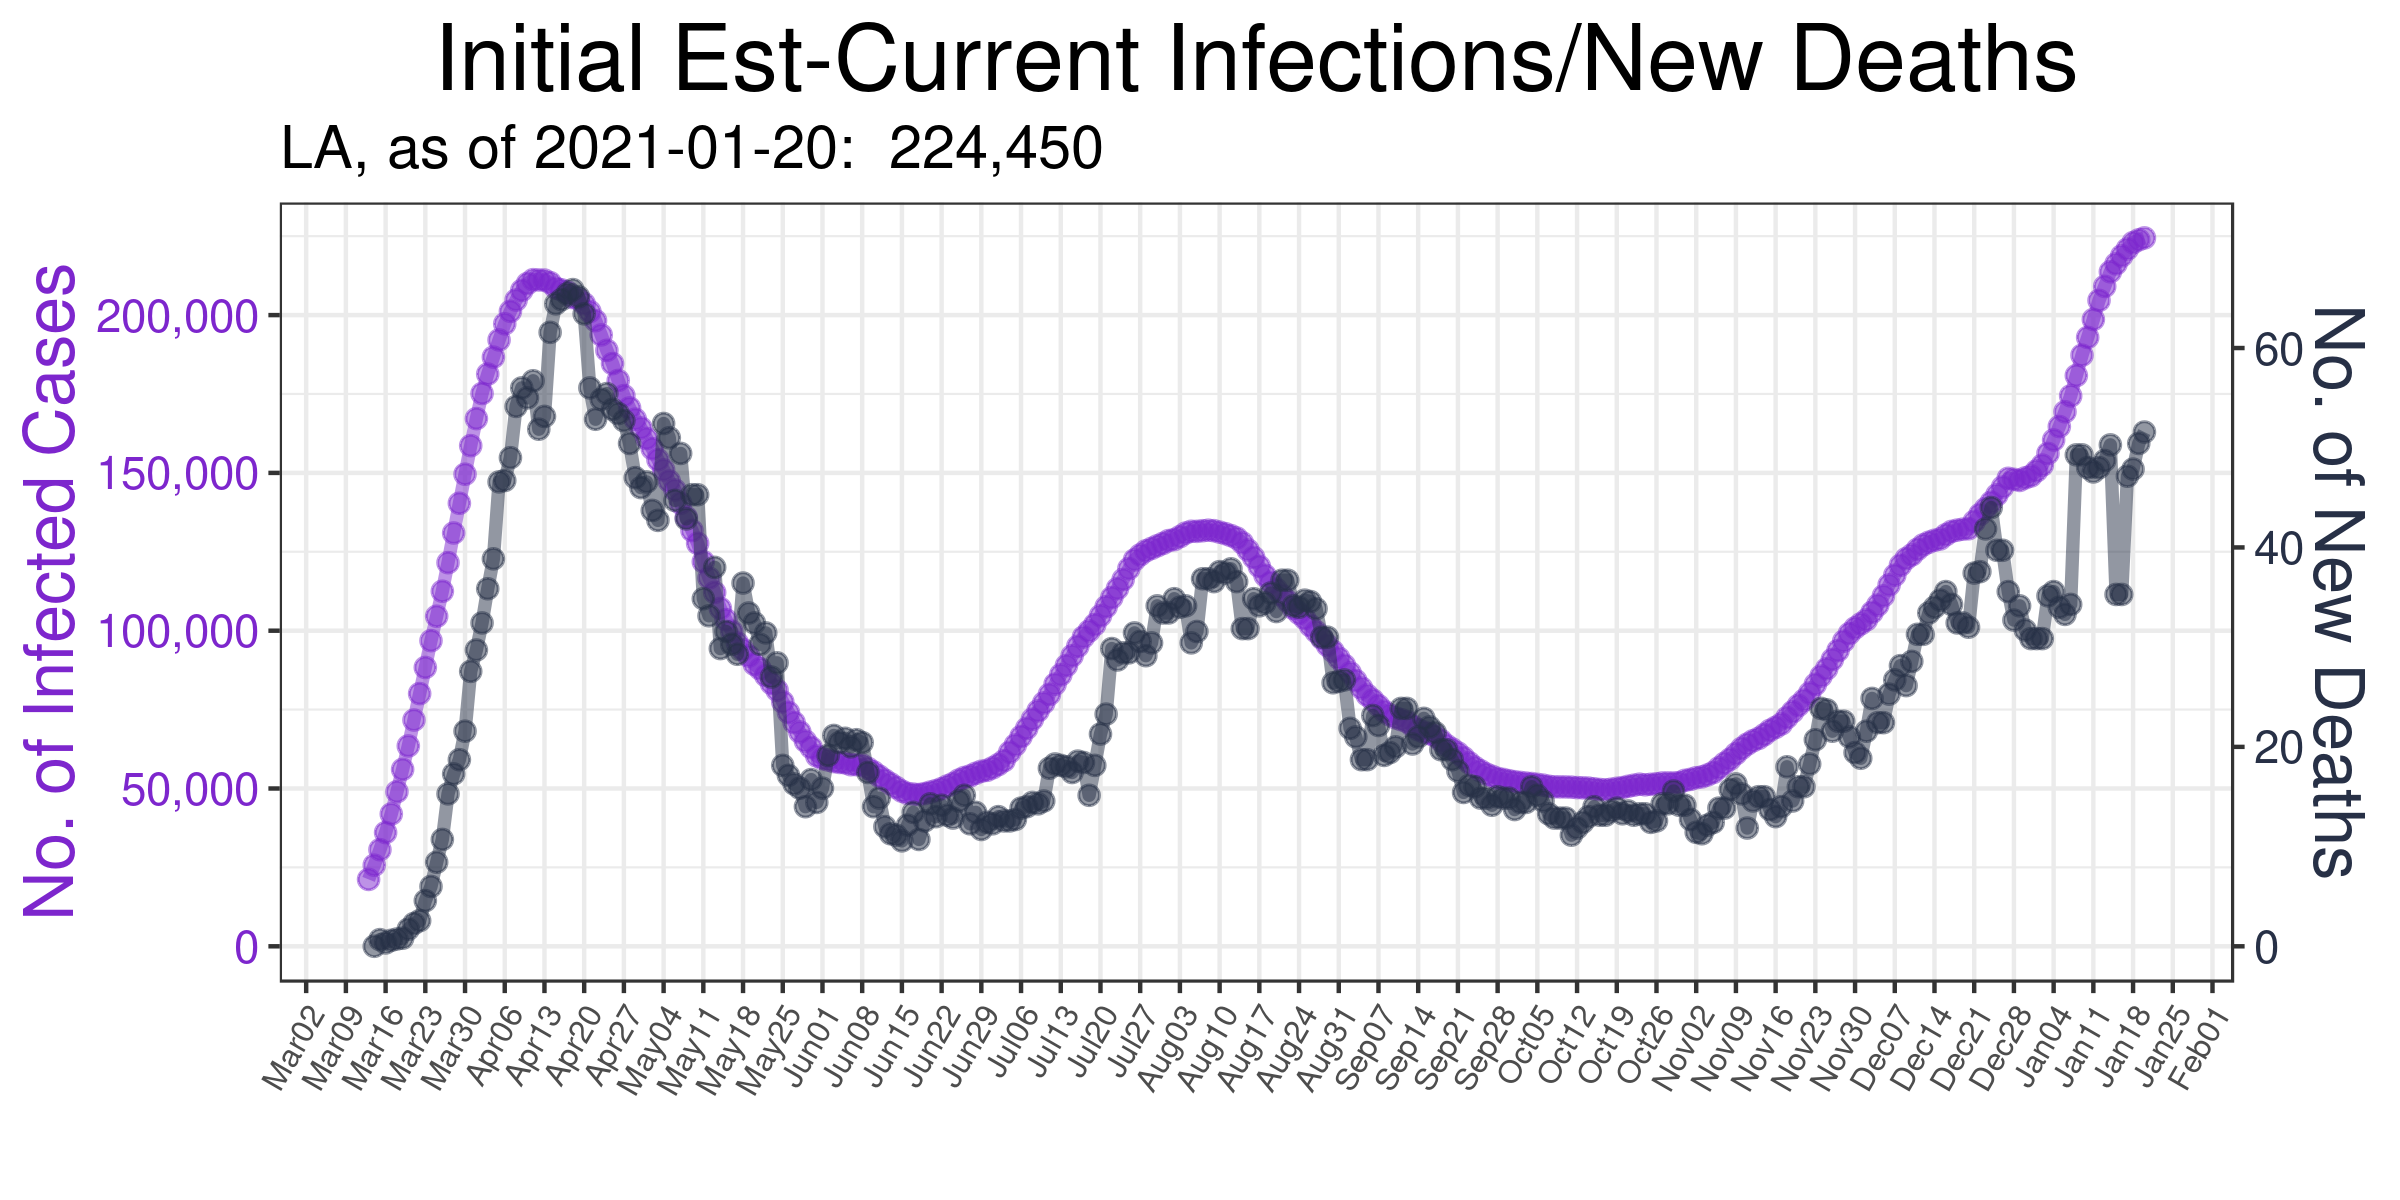 Initial Est-Current Infections/New Deaths
LA, as of 2021-01-20:  224,450
No. of Infected Cases
200,000
150,000
100,000
50,000
0
60
40
20
0
No. of New Deaths
Mar02
Mar09
Mar16
Mar23
Mar30
Apr06
Apr13
Apr20
Apr27
May04
May11
May18
May25
Jun01
Jun08
Jun15
Jun22
Jun29
Jul06
Jul13
Jul20
Jul27
Aug03
Aug10
Aug17
Aug24
Aug31
Sep07
Sep14
Sep21
Sep28
Oct05
Oct12
Oct19
Oct26
Nov02
Nov09
Nov16
Nov23
Nov30
Dec07
Dec14
Dec21
Dec28
Jan04
Jan11
Jan18
Jan25
Feb01